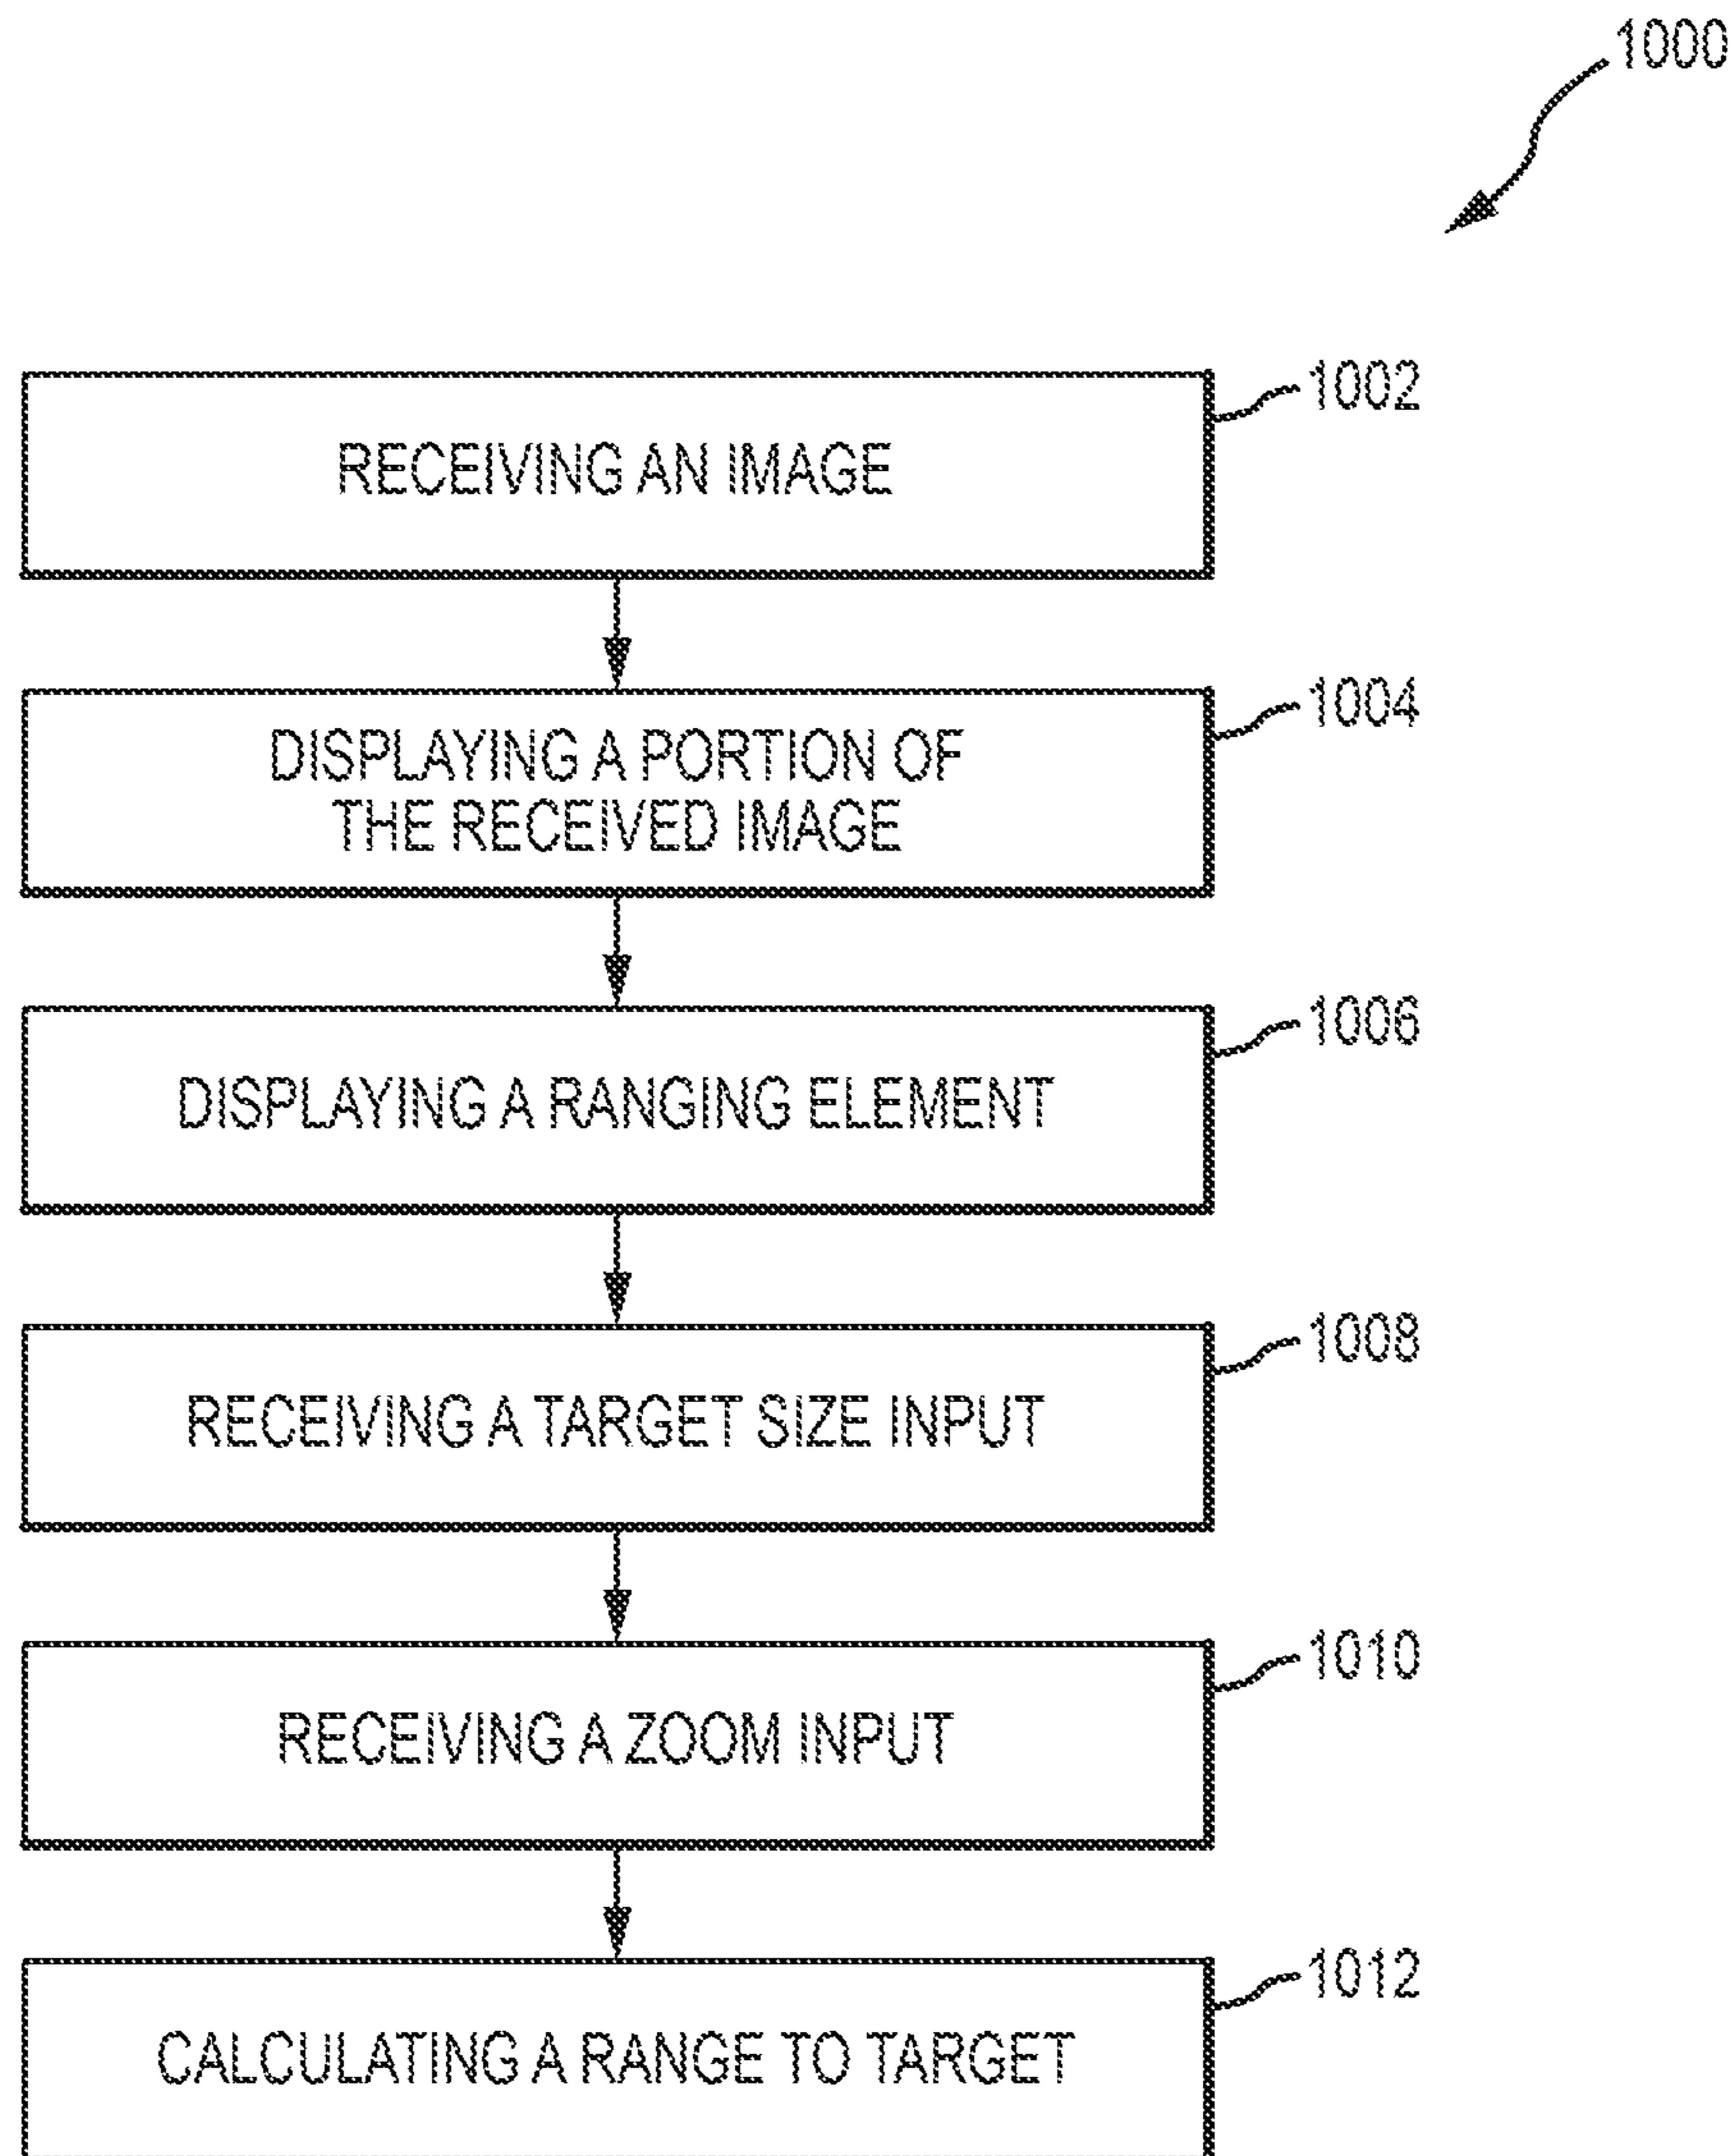 1000
RECEIVING AN IMAGE
1002
DISPLAYING A PORTION OF
THE RECEIVED IMAGE
1004
DISPLAYING A RANGING ELEMENT
1006
RECEIVING A TARGET SIZE INPUT
1008
RECEIVING A ZOOM INPUT
1010
CALCULATING A RANGE TO TARGET
1012